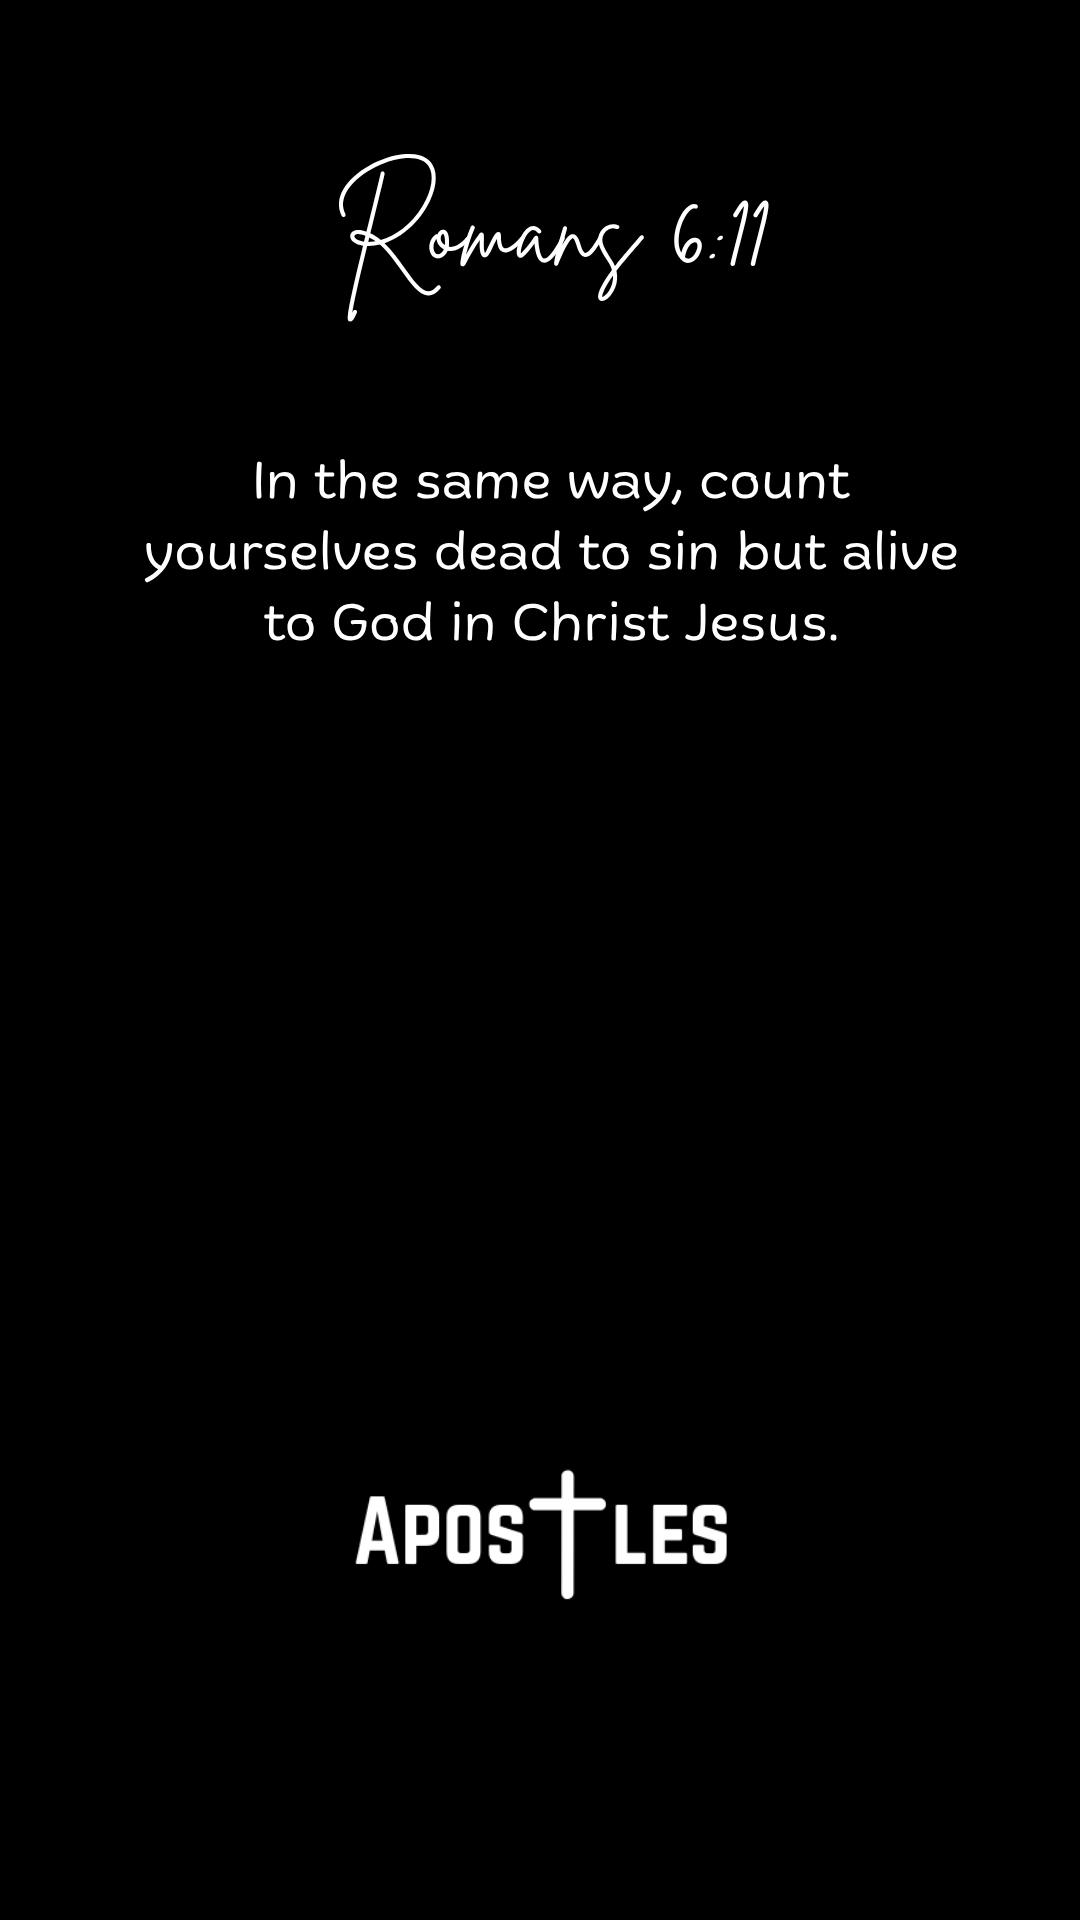 Romans 6:11
In the same way, count
yourselves dead to sin but alive
to God in Christ Jesus.
APOSTLES